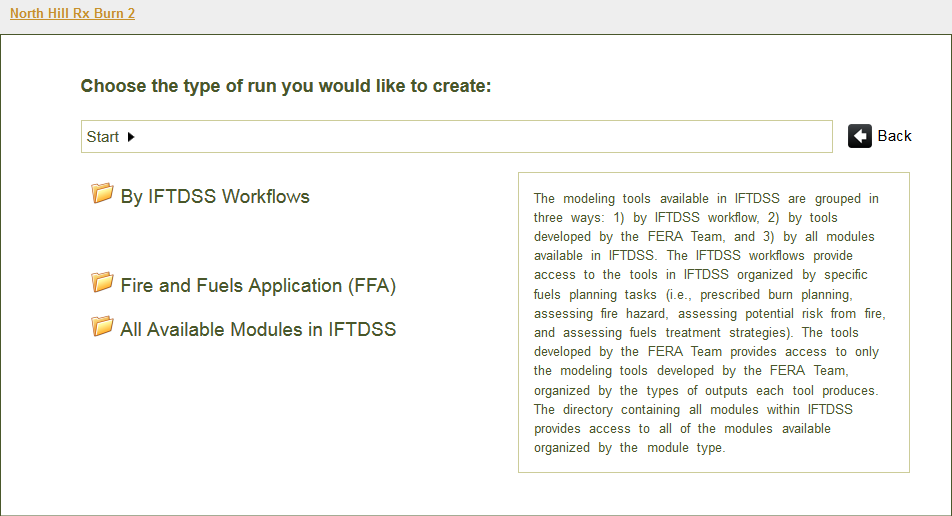 North Hill Rx Burn 2
Choose the type of run you would like to create:
Start
Back
By IFTDSS Workflows
Fire and Fuels Application (FFA)
All Available Modules in IFTDSS
The modeling tools available in IFTDSS are grouped in
three ways: 1) by IFTDSS workflow, 2) by tools
developed by the FERA Team, and 3) by all modules
available in IFTDSS. The IFTDSS workflows provide
access to the tools in IFTDSS organized by specific
fuels planning tasks (i.e., prescribed burn planning,
assessing fire hazard, assessing potential risk from fire,
and assessing fuels treatment strategies). The tools
developed by the FERA Team provides access to only
the modeling tools developed by the FERA Team,
organized by the types of outputs each tool produces.
The directory containing all modules within IFTDSS
provides access to all of the modules available
organized by the module type.